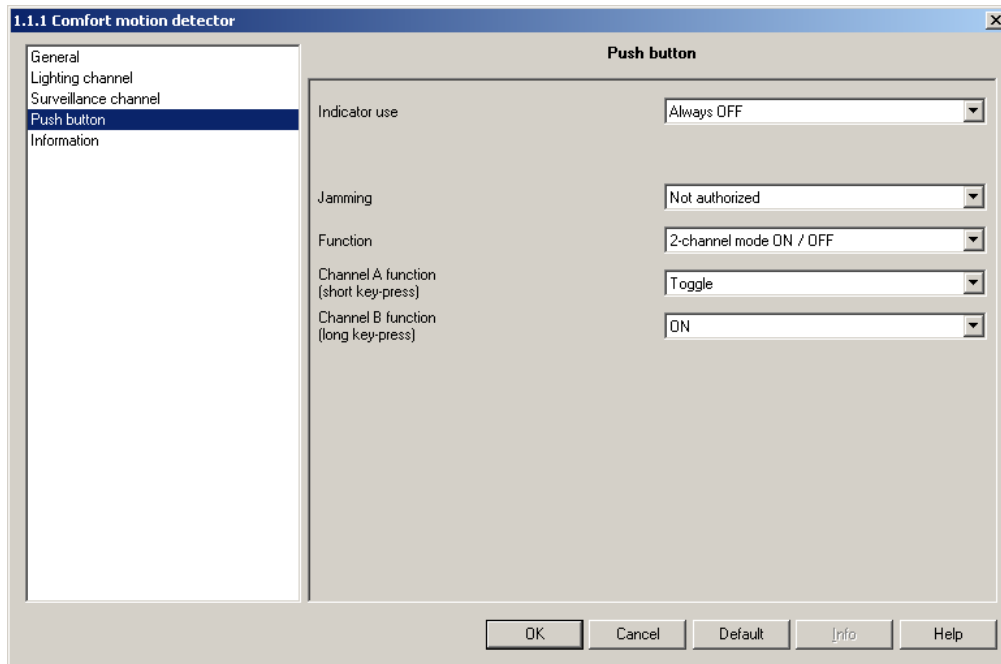 1.1.1 Comfort motion detector
General
Lighting channel
Surveillance channel
Push button
Information
Push button
Indicator use
Always OFF
Jamming
Not authorized
Function
2-channel mode ON / OFF
Channel A function
(short key-press)
Toggle
Channel B function
(long key-press)
ON
OK
Cancel
Default
Info
Help